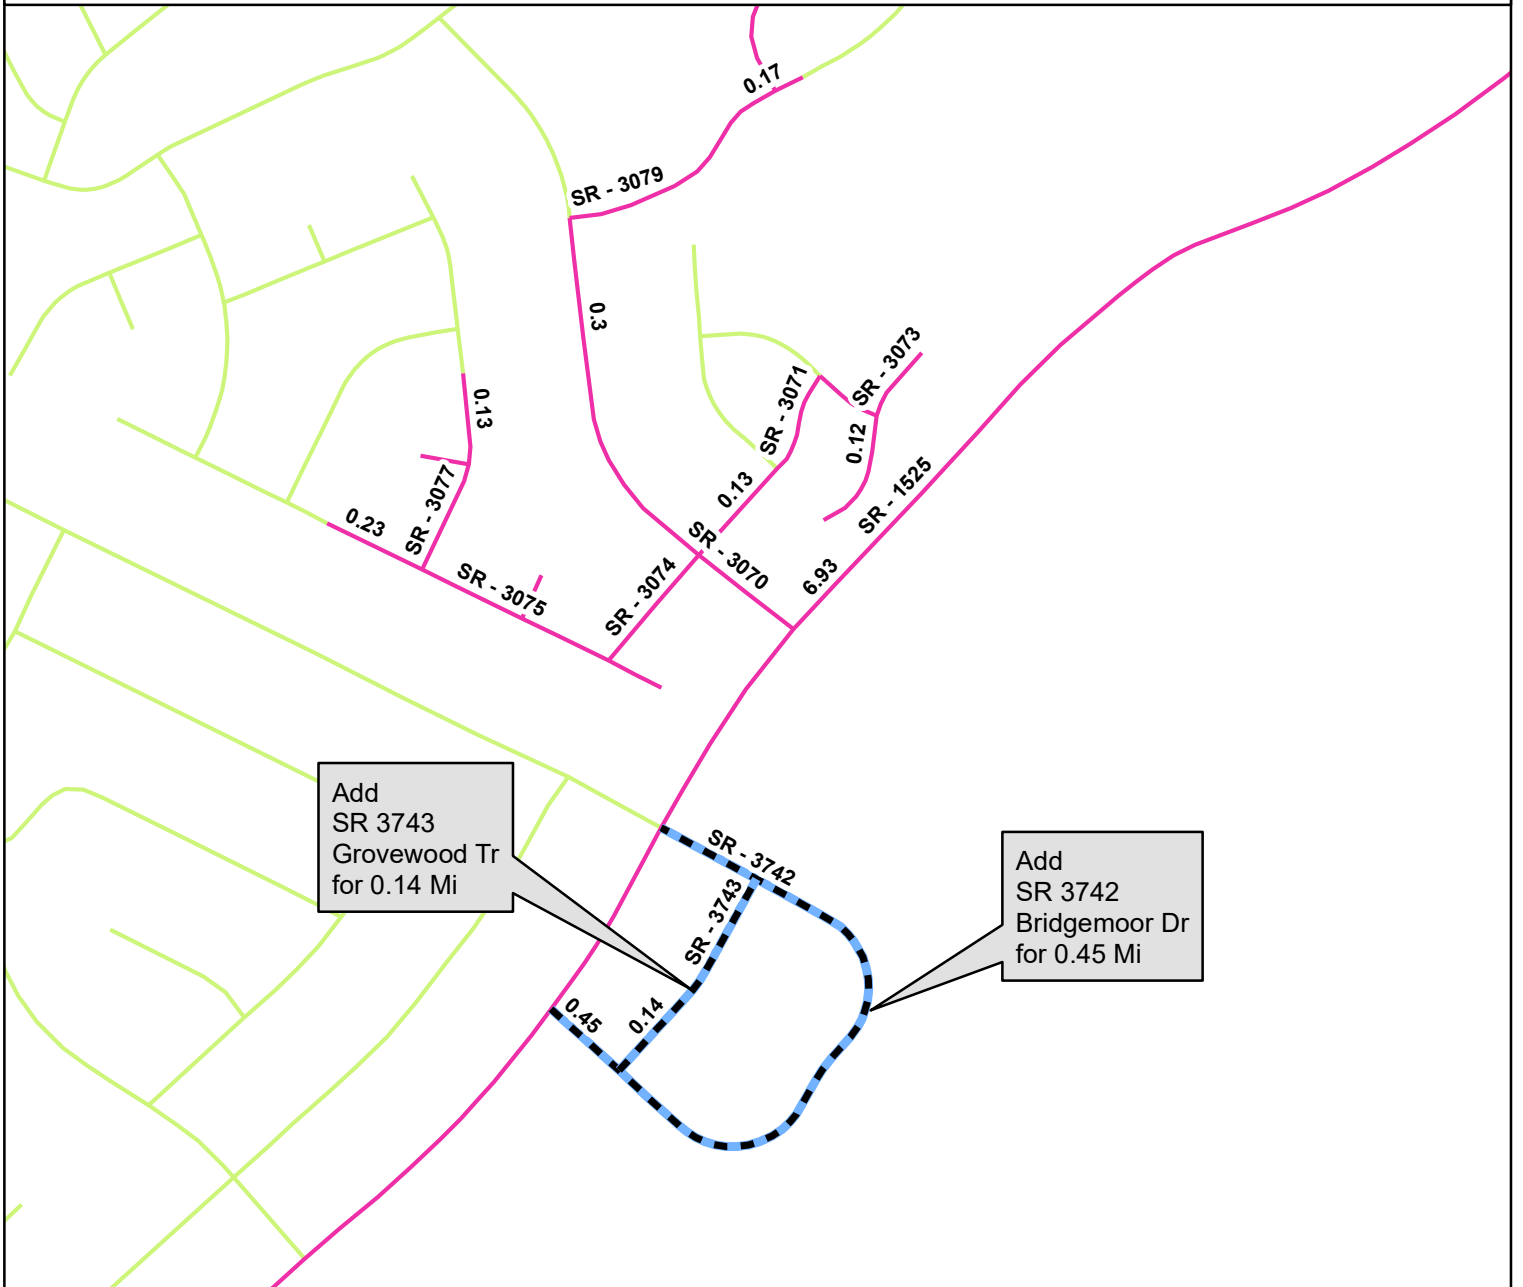 0.17
SR - 3079
0.3
SR - 3073
SR - 3071
0.13
0.12
0.13
SR - 1525
SR - 3077
0.23
SR - 3070
SR - 3075
SR - 3074
6.93
Add
SR 3743
Grovewood Tr
for 0.14 Mi
SR - 3742
Add
SR 3742
Bridgemoor Dr
for 0.45 Mi
SR - 3743
0.45
0.14